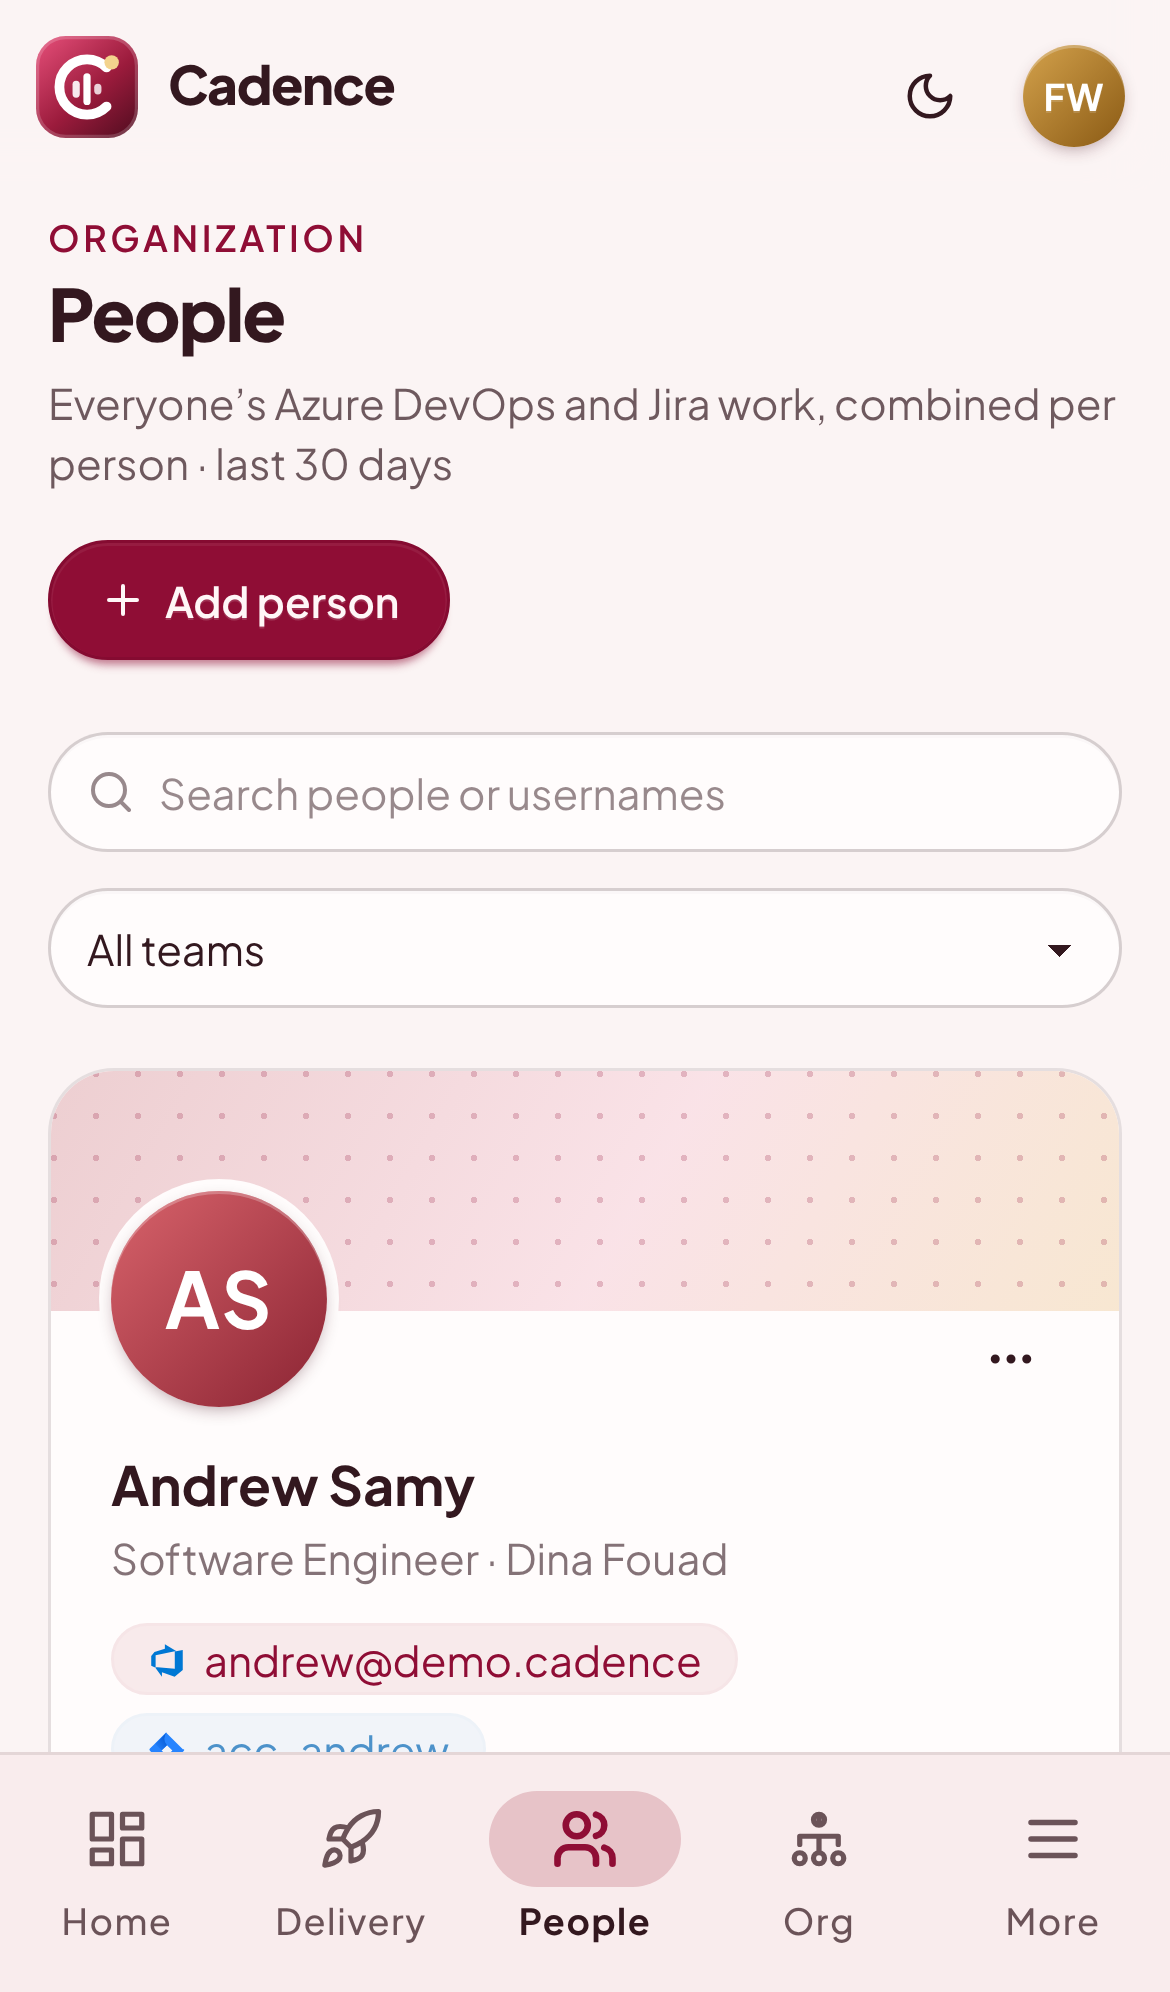 Cadence
FW
ORGANIZATION
People
Everyone’s Azure DevOps and Jira work, combined per
person · last 30 days
Add person
Search people or usernames
All teams
AS
Andrew Samy
Software Engineer · Dina Fouad
andrew@demo.cadence
acc_andrew
Home
Delivery
People
Org
More